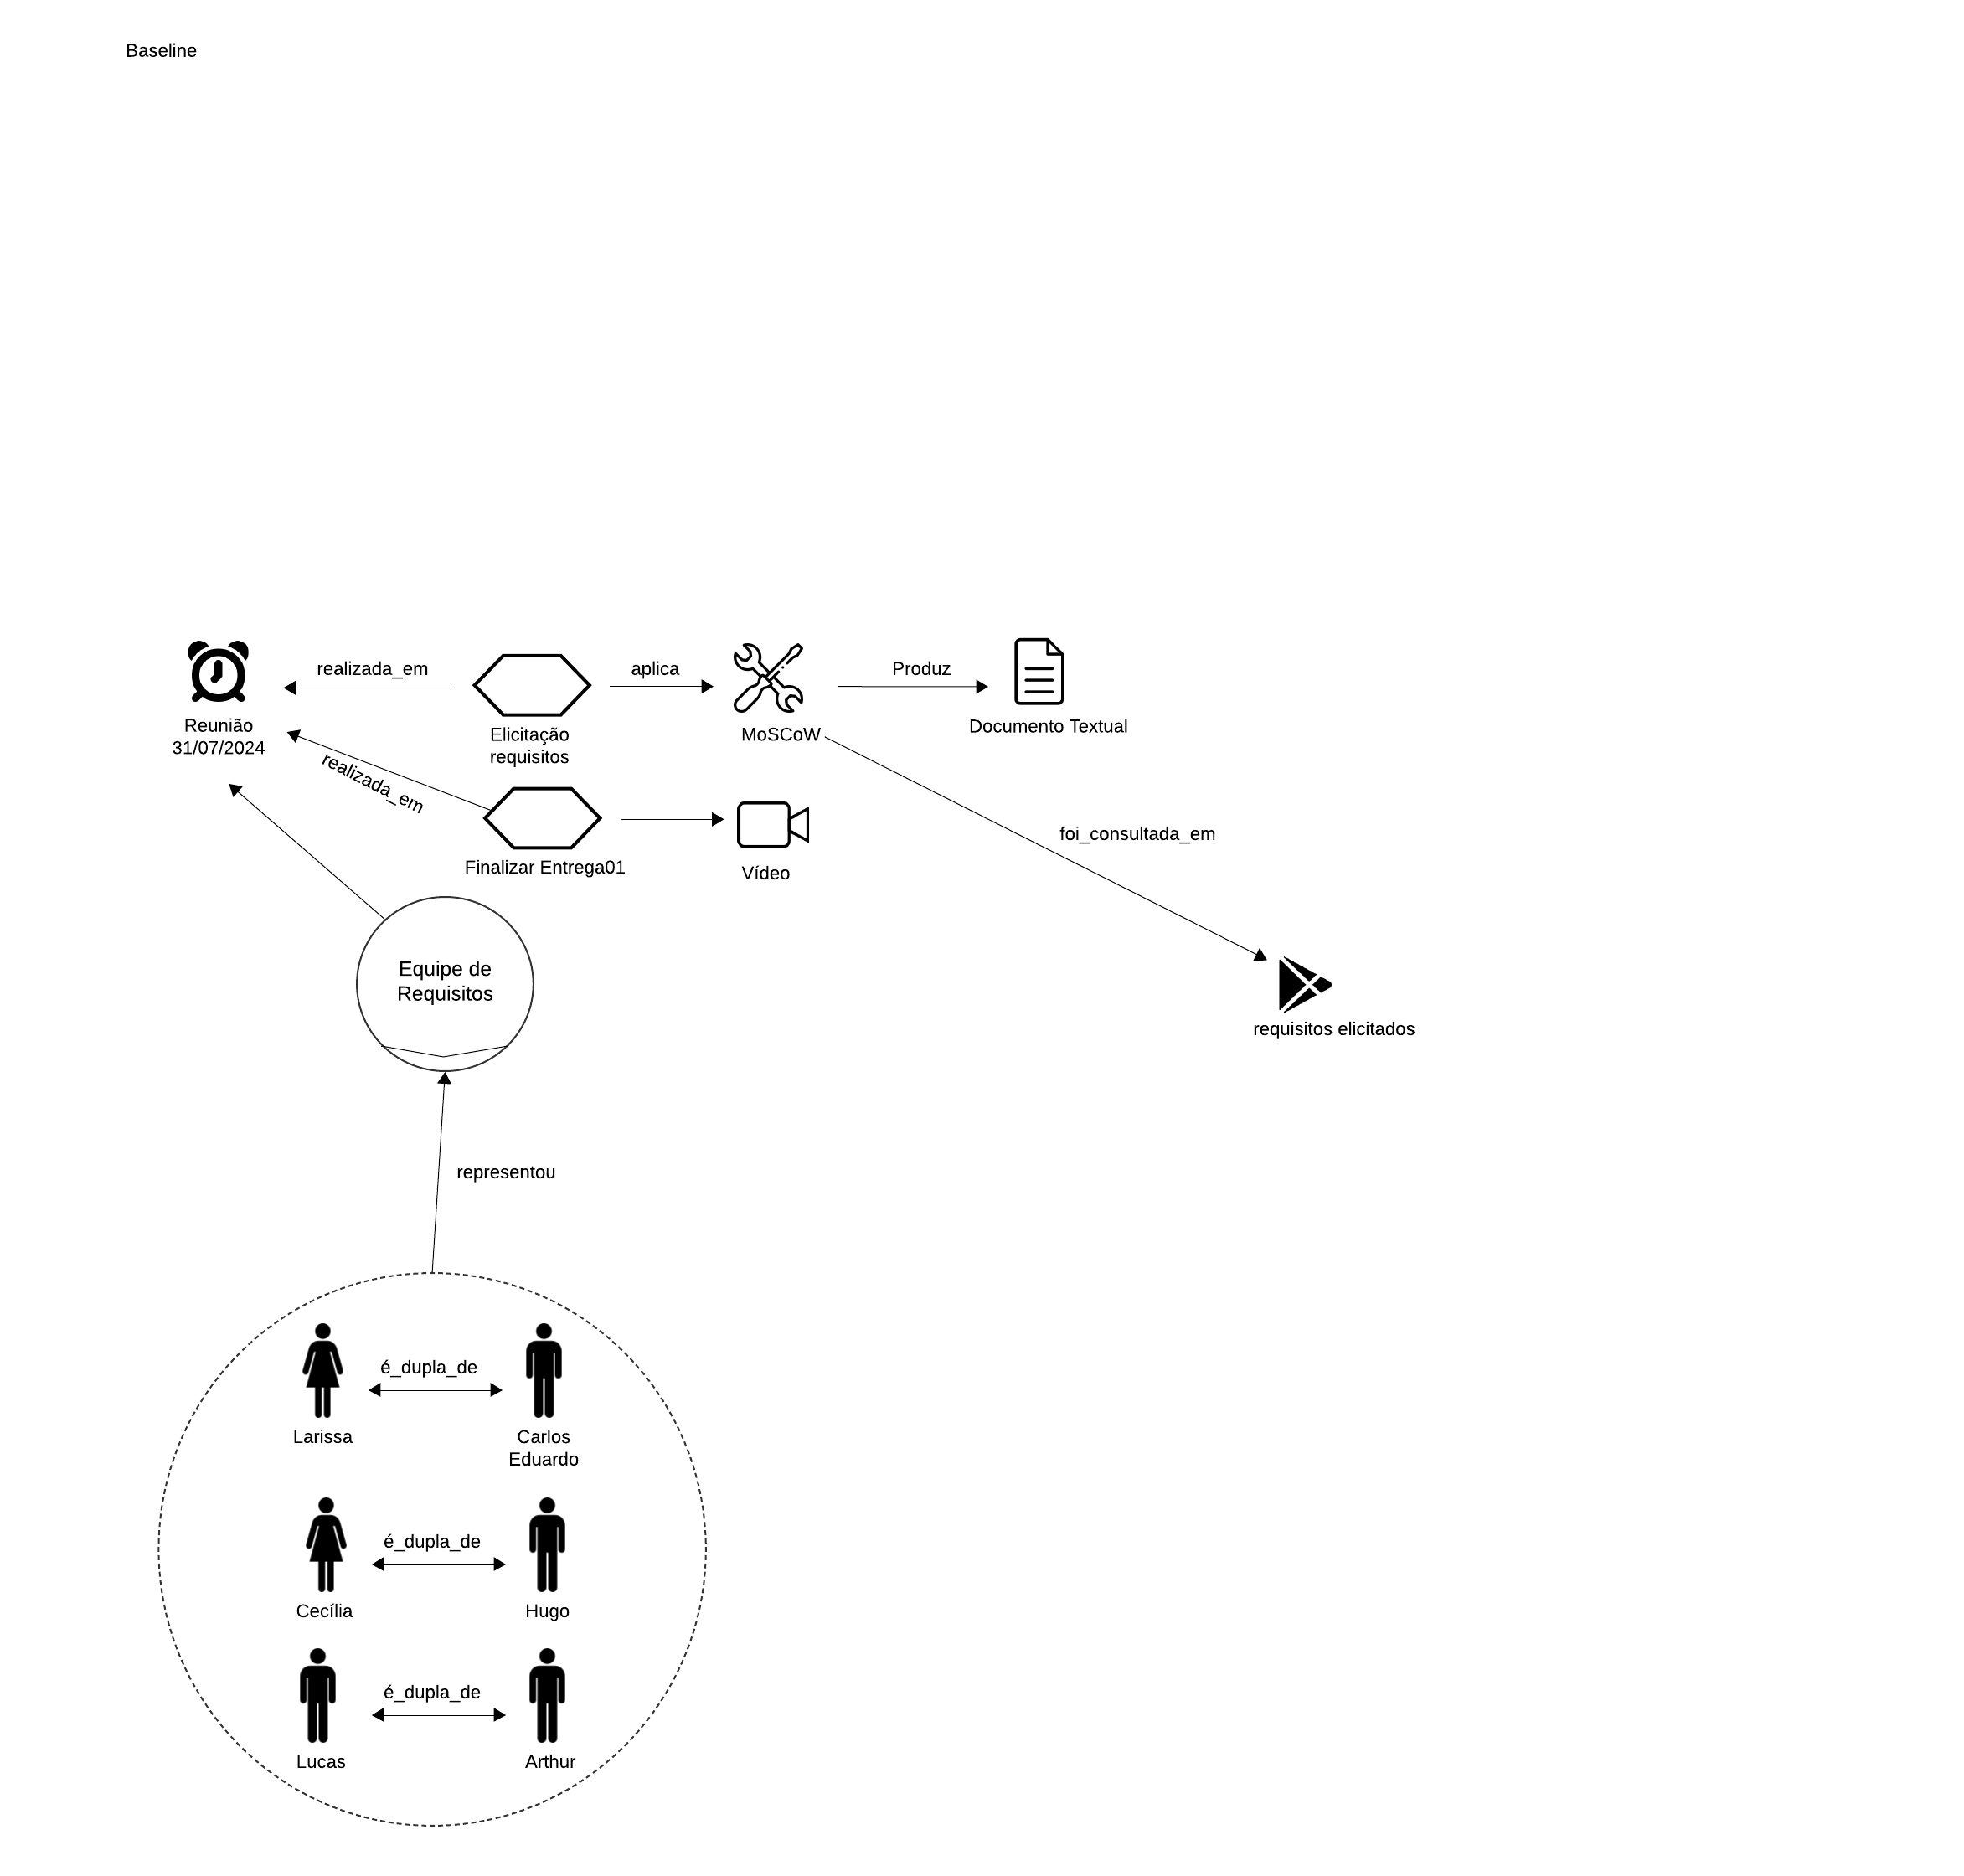 Baseline
realizada_em
aplica
Produz
Reunião
31/07/2024
Elicitação
requisitos
MoSCoW
Documento Textual
realizada_em
foi_consultada_em
Finalizar Entrega01
Vídeo
Equipe de
Requisitos
requisitos elicitados
representou
é_dupla_de
Larissa
Carlos
Eduardo
é_dupla_de
Cecília
Hugo
é_dupla_de
Lucas
Arthur